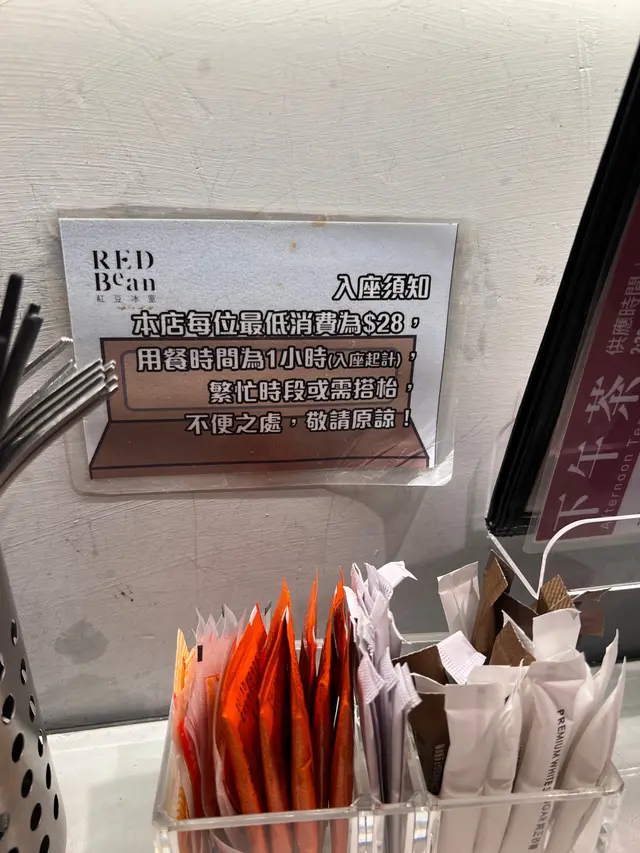 RED
Bean
紅豆冰室
入座須知
本店每位最低消費為$28，
用餐時間為1小時(入座起計)，
繁忙時段或需搭枱，
不便之處，敬請原諒！
下午茶
Afternoon Te
供應時間
PREMIUM WHITE SUGAR